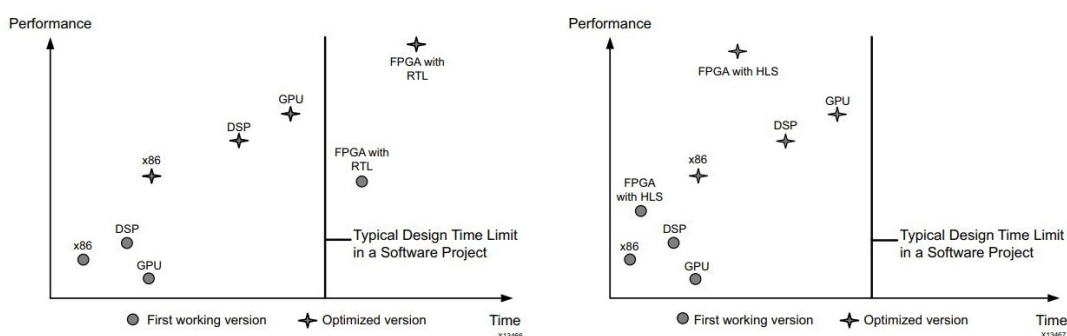 Performance
FPGA with
RTL
GPU
DSP
FPGA with
RTL
x86
DSP
x86
GPU
Typical Design Time Limit
in a Software Project
First working version
Optimized version
Time
X13466
Performance
FPGA with HLS
GPU
DSP
x86
FPGA
with HLS
DSP
x86
GPU
Typical Design Time Limit
in a Software Project
First working version
Optimized version
Time
X13467